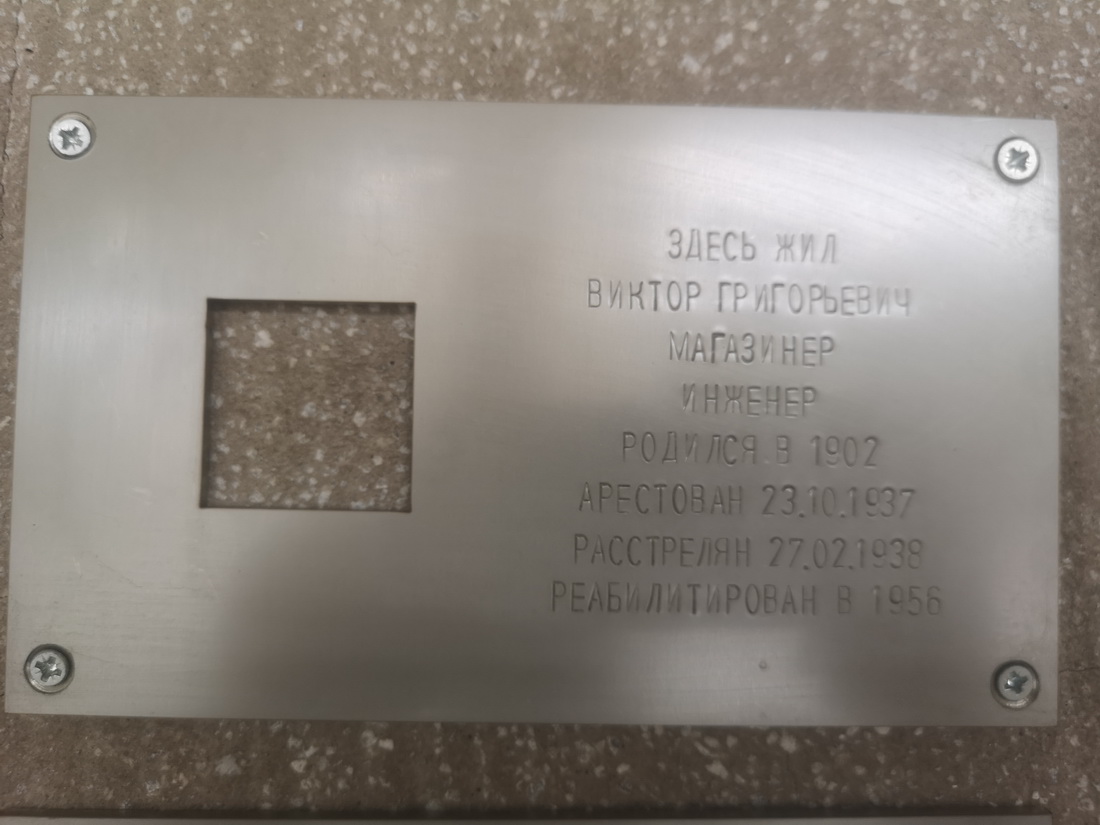 ЗДЕСЬ ЖИЛ
ВИКТОР ГРИГОРЬЕВИЧ
МАГАЗИНЕР
ИНЖЕНЕР
РОДИЛСЯ В 1902
АРЕСТОВАН 23.10.1937
РАССТРЕЛЯН 27.02.1938
РЕАБИЛИТИРОВАН В 1956